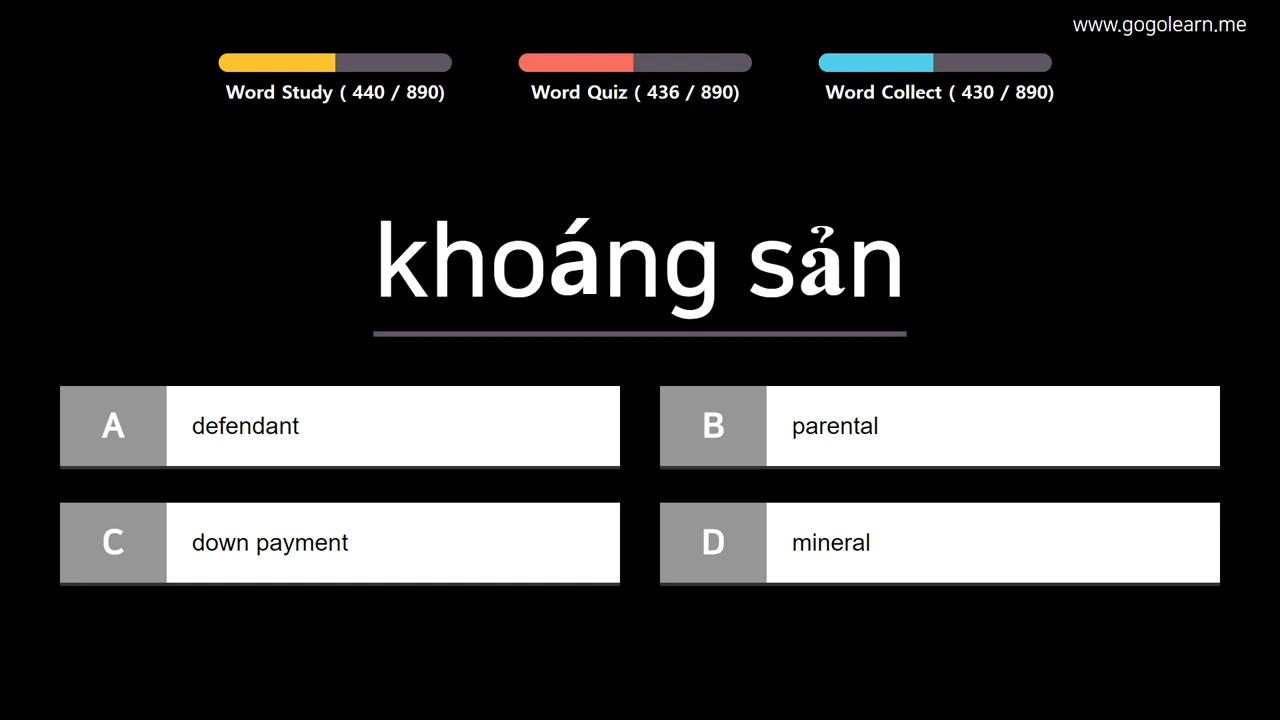 www.gogolearn.me
Word Study ( 440 / 890)
Word Quiz ( 436 / 890)
Word Collect ( 430 / 890)
khoáng sản
A defendant
B parental
C down payment
D mineral